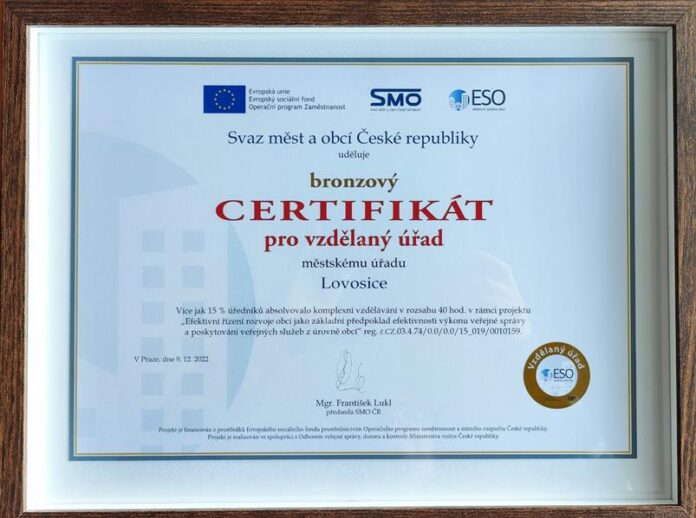 Evropská unie
Evropský sociální fond
Operační program Zaměstnanost
SMO
SVAZ MĚST A OBCÍ ČESKÉ REPUBLIKY
ESO
Svaz měst a obcí České republiky
uděluje
bronzový
CERTIFIKÁT
pro vzdělaný úřad
městskému úřadu
Lovosice
Více jak 15 % úředníků absolvovalo komplexní vzdělávání v rozsahu 40 hod. v rámci projektu
„Efektivní řízení rozvoje obcí jako základní předpoklad efektivnosti výkonu veřejné správy
a poskytování veřejných služeb z úrovně obcí“ reg. č.CZ.03.4.74/0.0/0.0/15_019/0010159.
V Praze, dne 9. 12. 2022
Vzdělaný úřad
ESO
Mgr. František Lukl
předseda SMO ČR
Projekt je financován z prostředků Evropského sociálního fondu prostřednictvím Operačního programu zaměstnanost a státního rozpočtu České republiky.
Projekt je realizován ve spolupráci s Odborem veřejné správy, dozoru a kontroly Ministerstva vnitra České republiky.